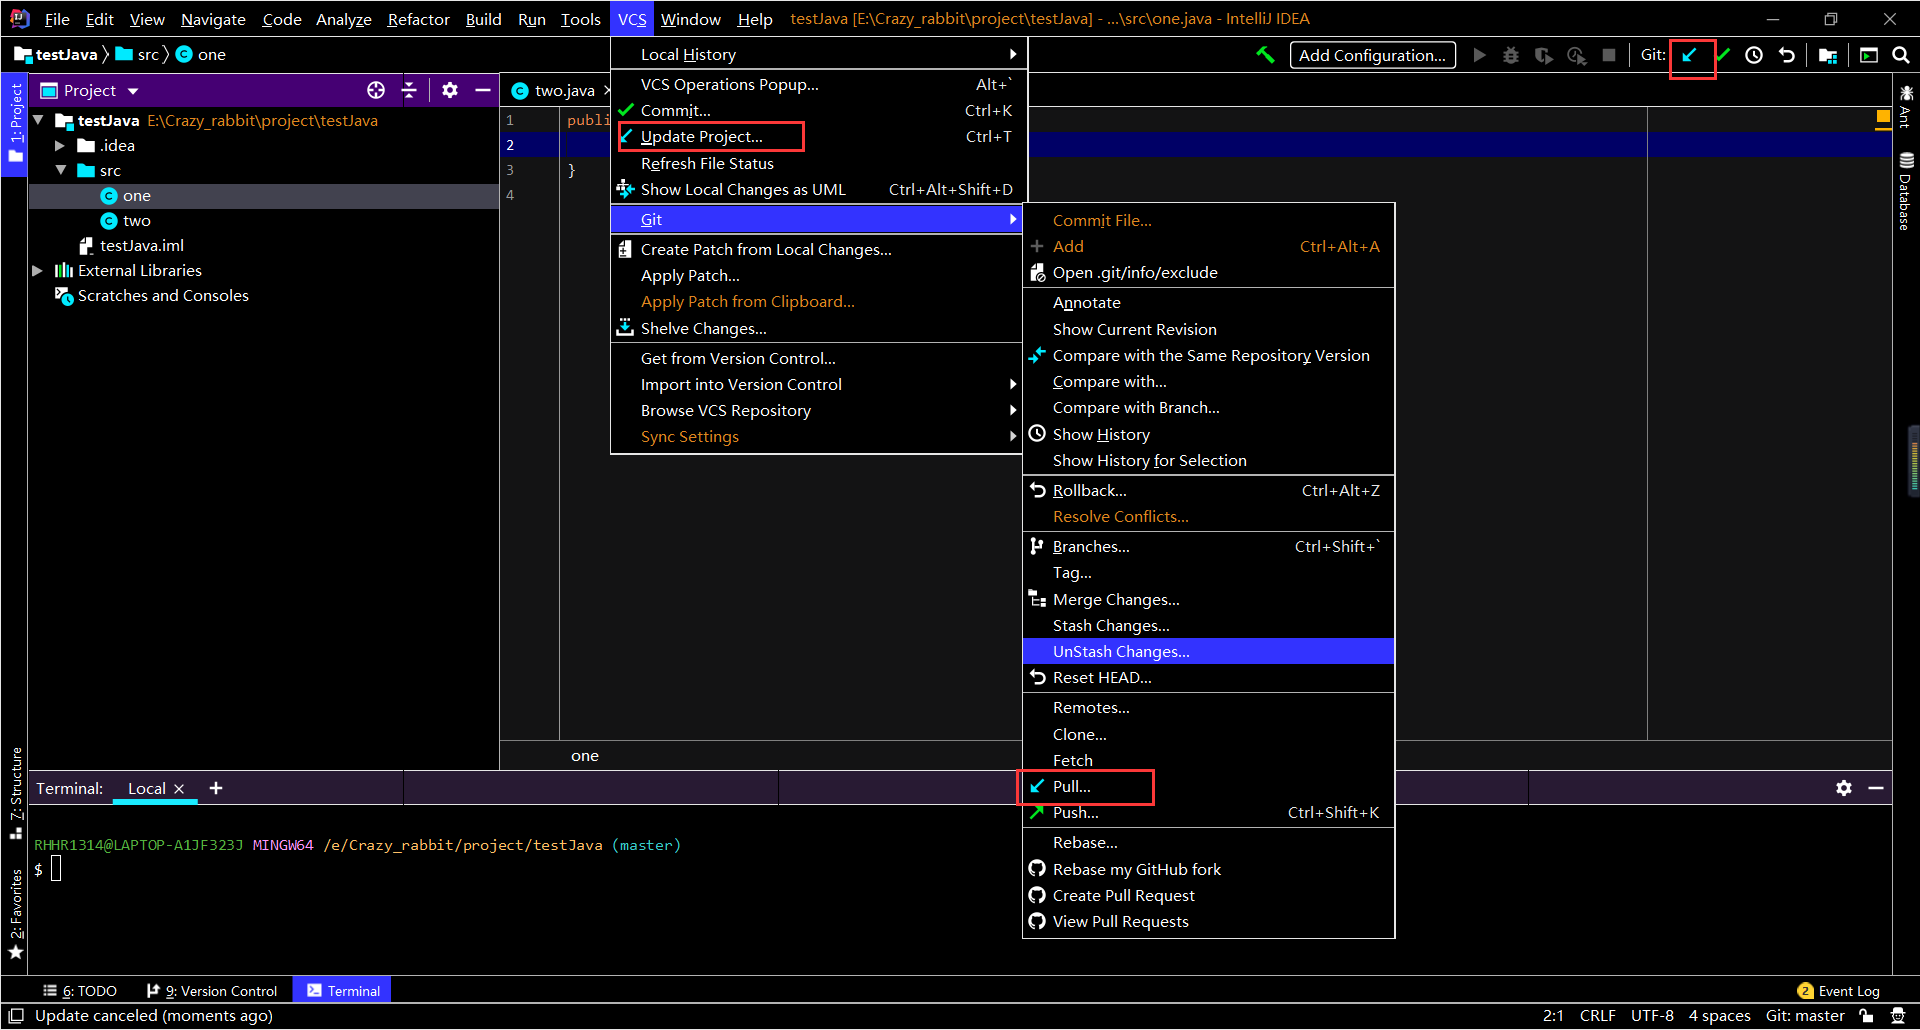 File Edit View Navigate Code Analyze Refactor Build Run Tools VCS Window Help testJava [E:\Crazy_rabbit\project\testJava] - ...\src\one.java - IntelliJ IDEA
testJava src one
Add Configuration... Git:
Project
two.java
1: Project
testJava E:\Crazy_rabbit\project\testJava
.idea
src
one
two
testJava.iml
External Libraries
Scratches and Consoles
1 publi
2
3 }
4
one
Local History
VCS Operations Popup... Alt+`
Commit... Ctrl+K
Update Project... Ctrl+T
Refresh File Status
Show Local Changes as UML Ctrl+Alt+Shift+D
Git
Create Patch from Local Changes...
Apply Patch...
Apply Patch from Clipboard...
Shelve Changes...
Get from Version Control...
Import into Version Control
Browse VCS Repository
Sync Settings
Commit File...
Add Ctrl+Alt+A
Open .git/info/exclude
Annotate
Show Current Revision
Compare with the Same Repository Version
Compare with...
Compare with Branch...
Show History
Show History for Selection
Rollback... Ctrl+Alt+Z
Resolve Conflicts...
Branches... Ctrl+Shift+`
Tag...
Merge Changes...
Stash Changes...
UnStash Changes...
Reset HEAD...
Remotes...
Clone...
Fetch
Pull...
Push... Ctrl+Shift+K
Rebase...
Rebase my GitHub fork
Create Pull Request
View Pull Requests
Ant
Database
7: Structure
2: Favorites
Terminal: Local
RHHR1314@LAPTOP-A1JF323J MINGW64 /e/Crazy_rabbit/project/testJava (master)
$
6: TODO 9: Version Control Terminal 2 Event Log
Update canceled (moments ago) 2:1 CRLF UTF-8 4 spaces Git: master